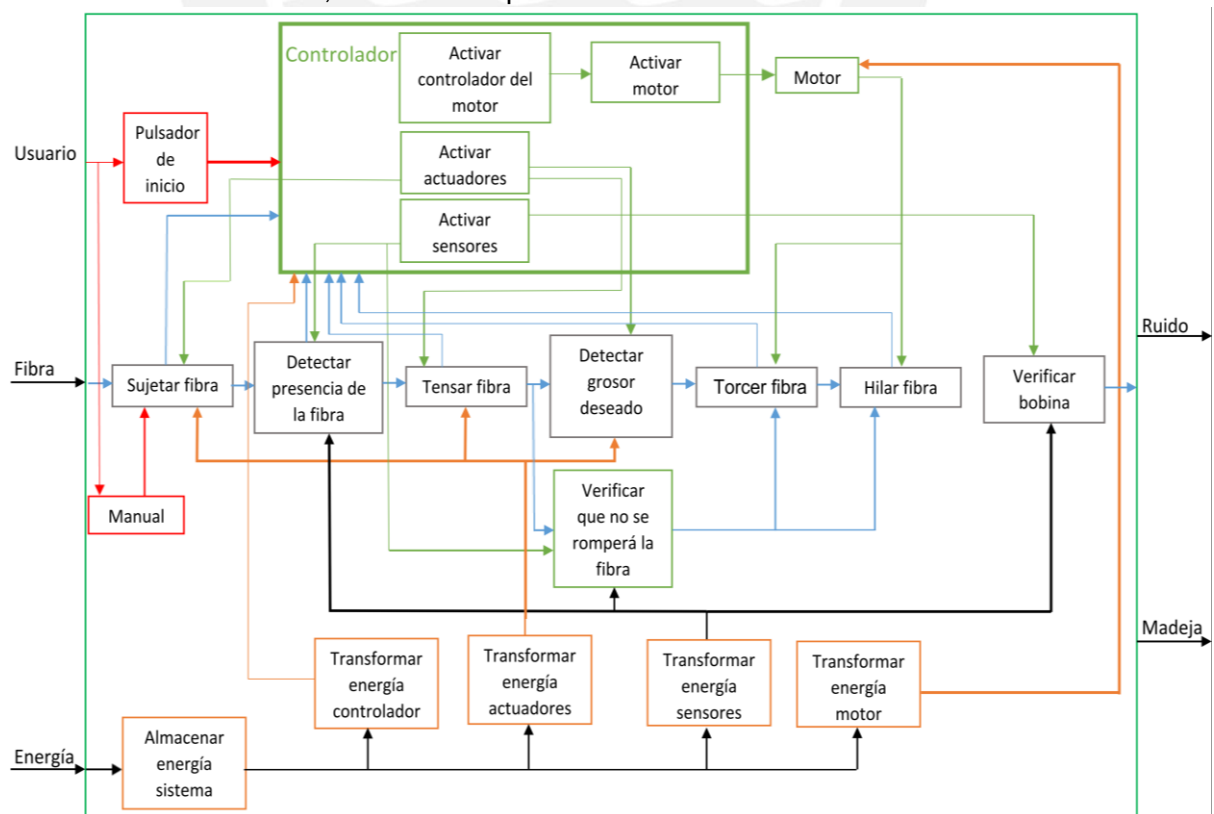 Controlador
Activar
controlador del
motor
Activar
motor
Motor
Usuario
Pulsador
de
inicio
Activar
actuadores
Activar
sensores
Fibra
Sujetar fibra
Detectar
presencia de
la fibra
Tensar fibra
Detectar
grosor
deseado
Torcer fibra
Hilar fibra
Verificar
bobina
Ruido
Manual
Verificar
que no se
romperá la
fibra
Madeja
Transformar
energía
controlador
Transformar
energía
actuadores
Transformar
energía
sensores
Transformar
energía
motor
Energía
Almacenar
energía
sistema